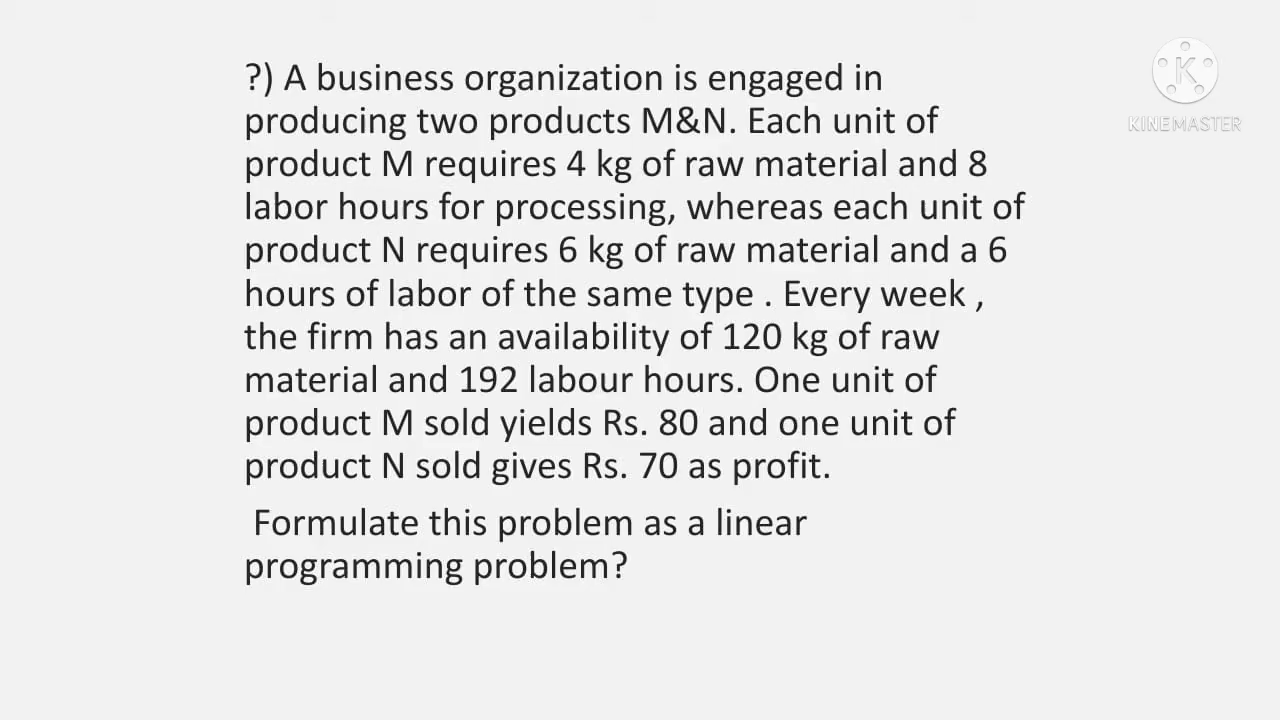 ?) A business organization is engaged in
producing two products M&N. Each unit of
product M requires 4 kg of raw material and 8
labor hours for processing, whereas each unit of
product N requires 6 kg of raw material and a 6
hours of labor of the same type . Every week ,
the firm has an availability of 120 kg of raw
material and 192 labour hours. One unit of
product M sold yields Rs. 80 and one unit of
product N sold gives Rs. 70 as profit.
Formulate this problem as a linear
programming problem?
K
KINEMASTER